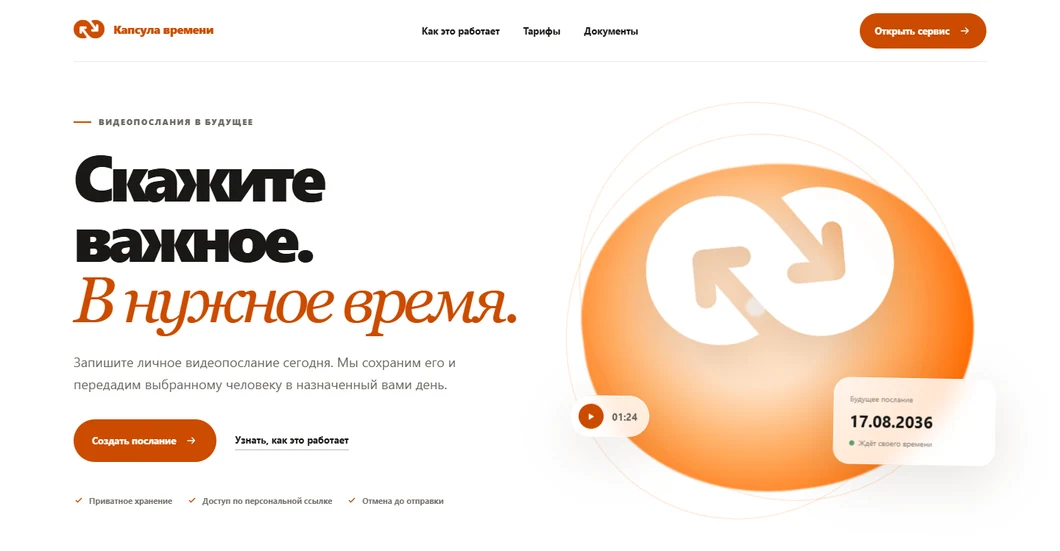 Капсула времени
Как это работает
Тарифы
Документы
Открыть сервис
ВИДЕОПОСЛАНИЯ В БУДУЩЕЕ
Скажите
важное.
В нужное время.
Запишите личное видеопослание сегодня. Мы сохраним его и
передадим выбранному человеку в назначенный вами день.
Создать послание
Узнать, как это работает
Приватное хранение
Доступ по персональной ссылке
Отмена до отправки
01:24
Будущее послание
17.08.2036
Ждёт своего времени